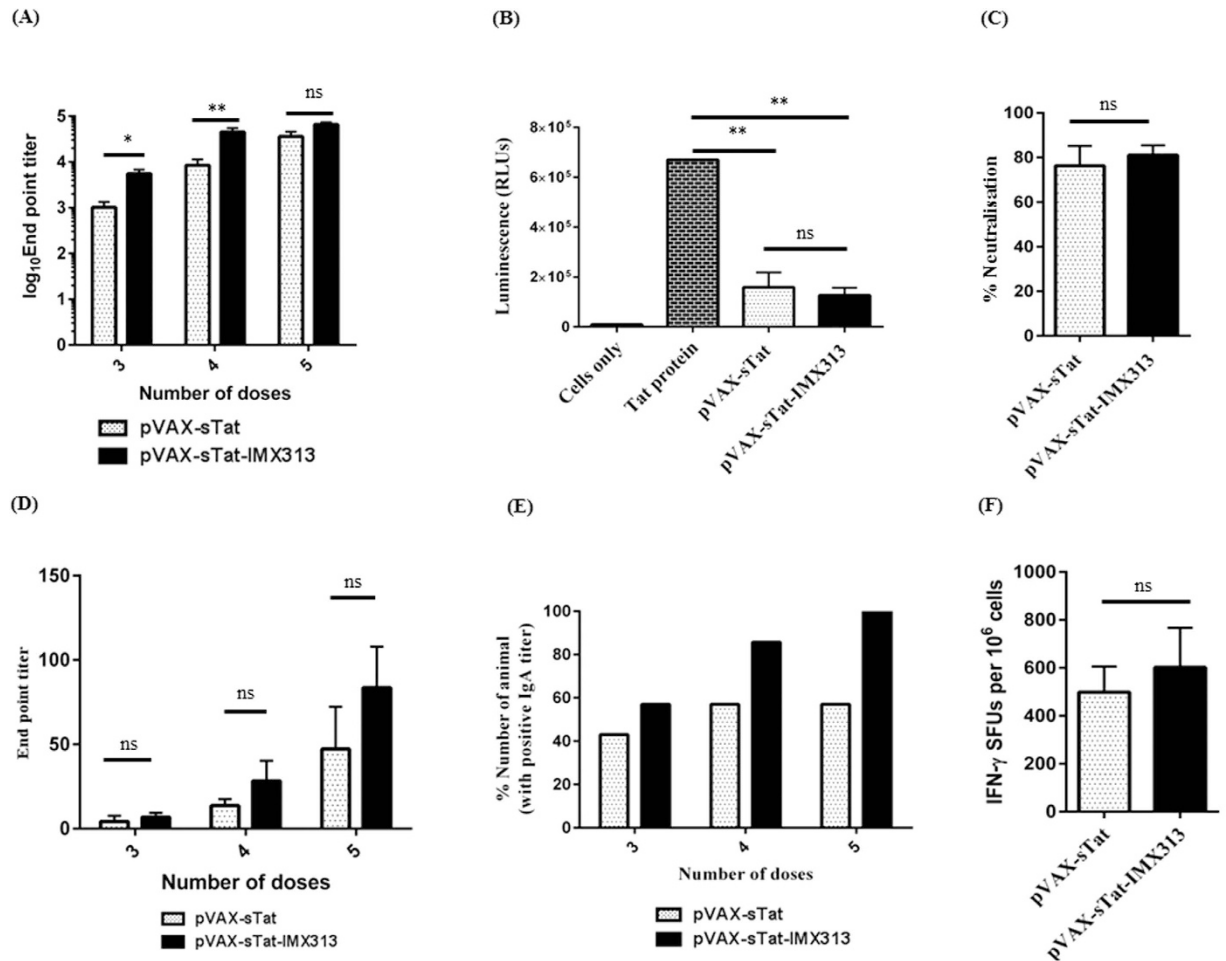 (A)
5
4
3
2
1
0
log10End point titer
*
**
ns
3
4
5
Number of doses
pVAX-sTat
pVAX-sTat-IMX313
(B)
8×10⁵
6×10⁵
4×10⁵
2×10⁵
0
Luminescence (RLUs)
**
**
ns
Cells only
Tat protein
pVAX-sTat
pVAX-sTat-IMX313
(C)
100
80
60
40
20
0
% Neutralisation
ns
pVAX-sTat
pVAX-sTat-IMX313
(D)
150
100
50
0
End point titer
ns
ns
ns
3
4
5
Number of doses
pVAX-sTat
pVAX-sTat-IMX313
(E)
100
80
60
40
20
0
% Number of animal
(with positive IgA titer)
3
4
5
Number of doses
pVAX-sTat
pVAX-sTat-IMX313
(F)
1000
800
600
400
200
0
IFN-γ SFUs per 10⁶ cells
ns
pVAX-sTat
pVAX-sTat-IMX313